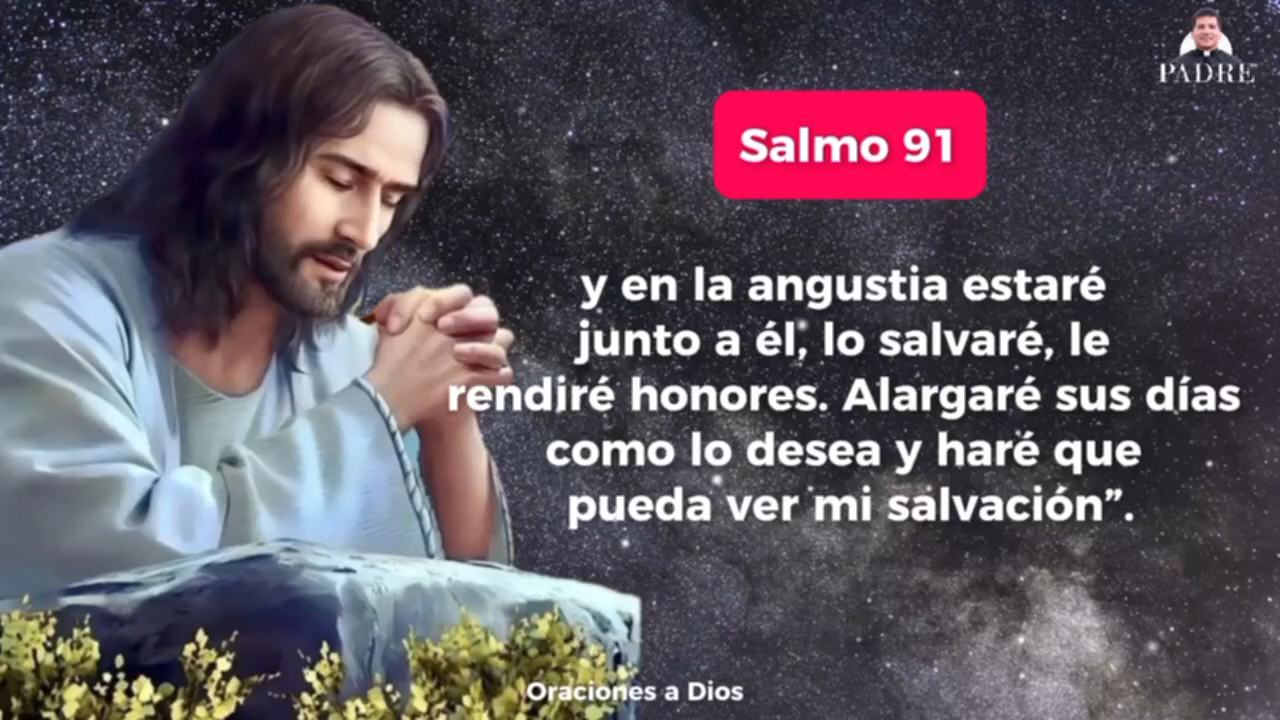 PADRE
Salmo 91
y en la angustia estaré
junto a él, lo salvaré, le
rendiré honores. Alargaré sus días
como lo desea y haré que
pueda ver mi salvación”.
Oraciones a Dios